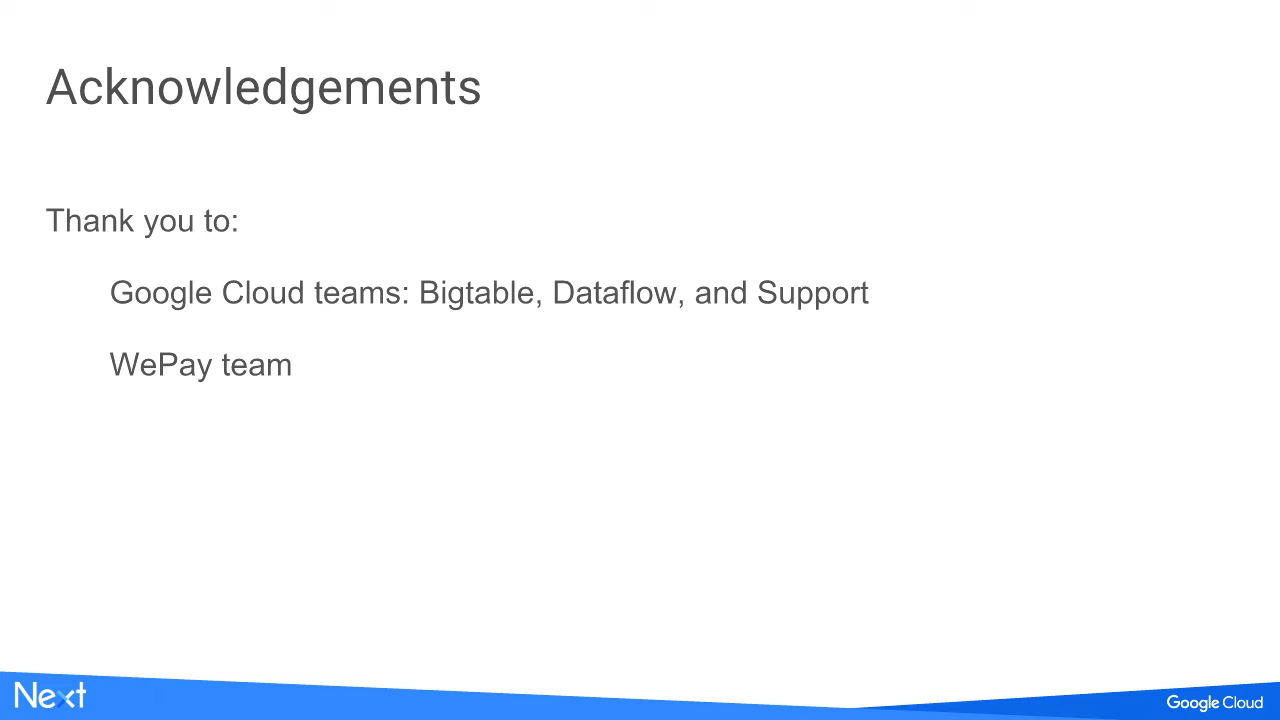 Acknowledgements
Thank you to:
Google Cloud teams: Bigtable, Dataflow, and Support
WePay team
Next
Google Cloud